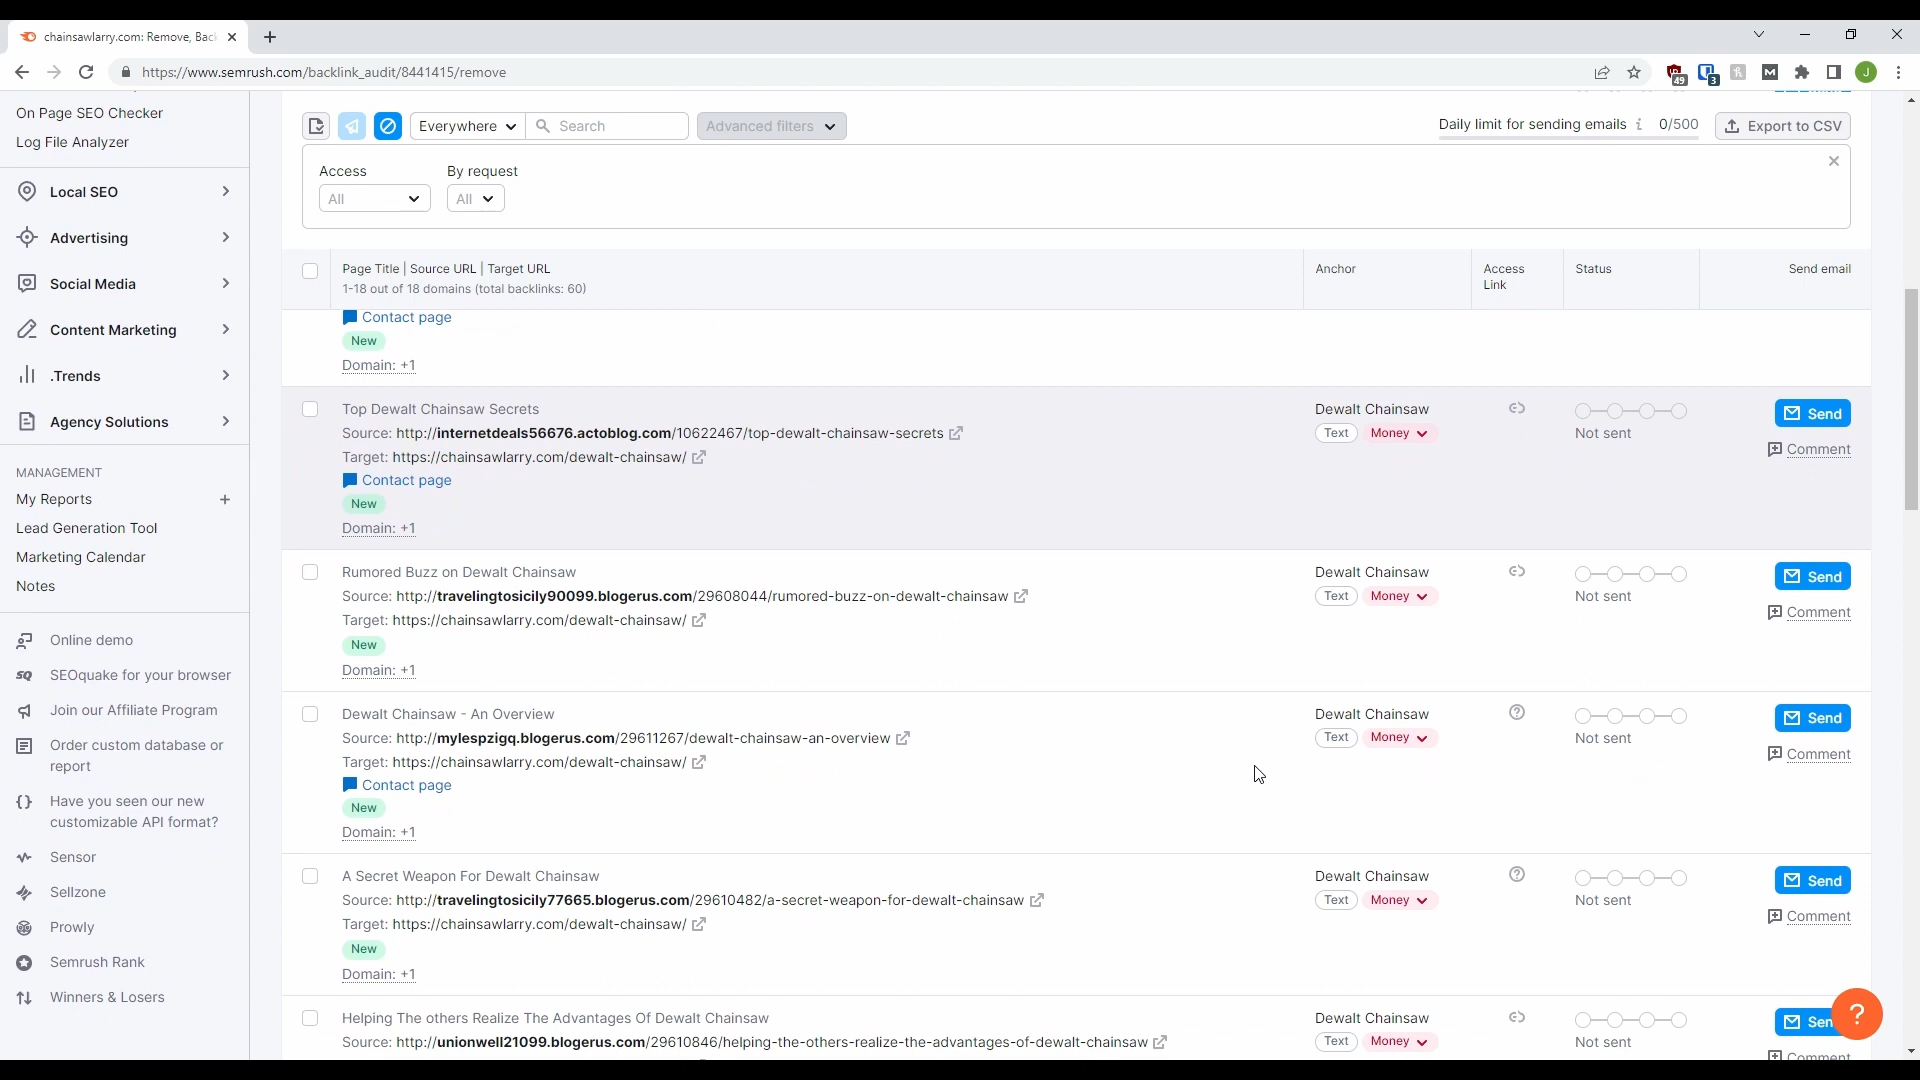 chainsawlarry.com: Remove, Bac
https://www.semrush.com/backlink_audit/8441415/remove
49
3
J
On Page SEO Checker
Log File Analyzer
Local SEO
Advertising
Social Media
Content Marketing
.Trends
Agency Solutions
MANAGEMENT
My Reports +
Lead Generation Tool
Marketing Calendar
Notes
Online demo
SEOquake for your browser
Join our Affiliate Program
Order custom database or
report
Have you seen our new
customizable API format?
Sensor
Sellzone
Prowly
Semrush Rank
Winners & Losers
Everywhere
Search
Advanced filters
Daily limit for sending emails i 0/500
Export to CSV
Access
By request
All
All
Page Title | Source URL | Target URL
1-18 out of 18 domains (total backlinks: 60)
Anchor
Access
Link
Status
Send email
Contact page
New
Domain: +1
Top Dewalt Chainsaw Secrets
Source: http://internetdeals56676.actoblog.com/10622467/top-dewalt-chainsaw-secrets
Target: https://chainsawlarry.com/dewalt-chainsaw/
Contact page
New
Domain: +1
Dewalt Chainsaw
Text Money
Not sent
Send
Comment
Rumored Buzz on Dewalt Chainsaw
Source: http://travelingtosicily90099.blogerus.com/29608044/rumored-buzz-on-dewalt-chainsaw
Target: https://chainsawlarry.com/dewalt-chainsaw/
New
Domain: +1
Dewalt Chainsaw
Text Money
Not sent
Send
Comment
Dewalt Chainsaw - An Overview
Source: http://mylespzigq.blogerus.com/29611267/dewalt-chainsaw-an-overview
Target: https://chainsawlarry.com/dewalt-chainsaw/
Contact page
New
Domain: +1
Dewalt Chainsaw
Text Money
Not sent
Send
Comment
A Secret Weapon For Dewalt Chainsaw
Source: http://travelingtosicily77665.blogerus.com/29610482/a-secret-weapon-for-dewalt-chainsaw
Target: https://chainsawlarry.com/dewalt-chainsaw/
New
Domain: +1
Dewalt Chainsaw
Text Money
Not sent
Send
Comment
Helping The others Realize The Advantages Of Dewalt Chainsaw
Source: http://unionwell21099.blogerus.com/29610846/helping-the-others-realize-the-advantages-of-dewalt-chainsaw
Dewalt Chainsaw
Text Money
Not sent
Sen
Comment
?